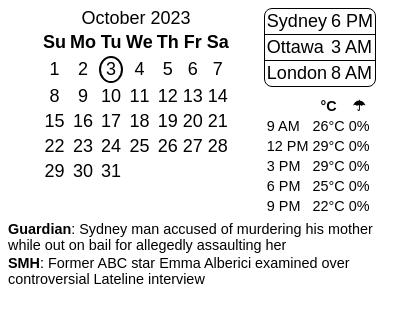 October 2023
Su Mo Tu We Th Fr Sa
1 2 3 4 5 6 7
8 9 10 11 12 13 14
15 16 17 18 19 20 21
22 23 24 25 26 27 28
29 30 31
Sydney 6 PM
Ottawa 3 AM
London 8 AM
°C ☂
9 AM 26°C 0%
12 PM 29°C 0%
3 PM 29°C 0%
6 PM 25°C 0%
9 PM 22°C 0%
Guardian: Sydney man accused of murdering his mother
while out on bail for allegedly assaulting her
SMH: Former ABC star Emma Alberici examined over
controversial Lateline interview